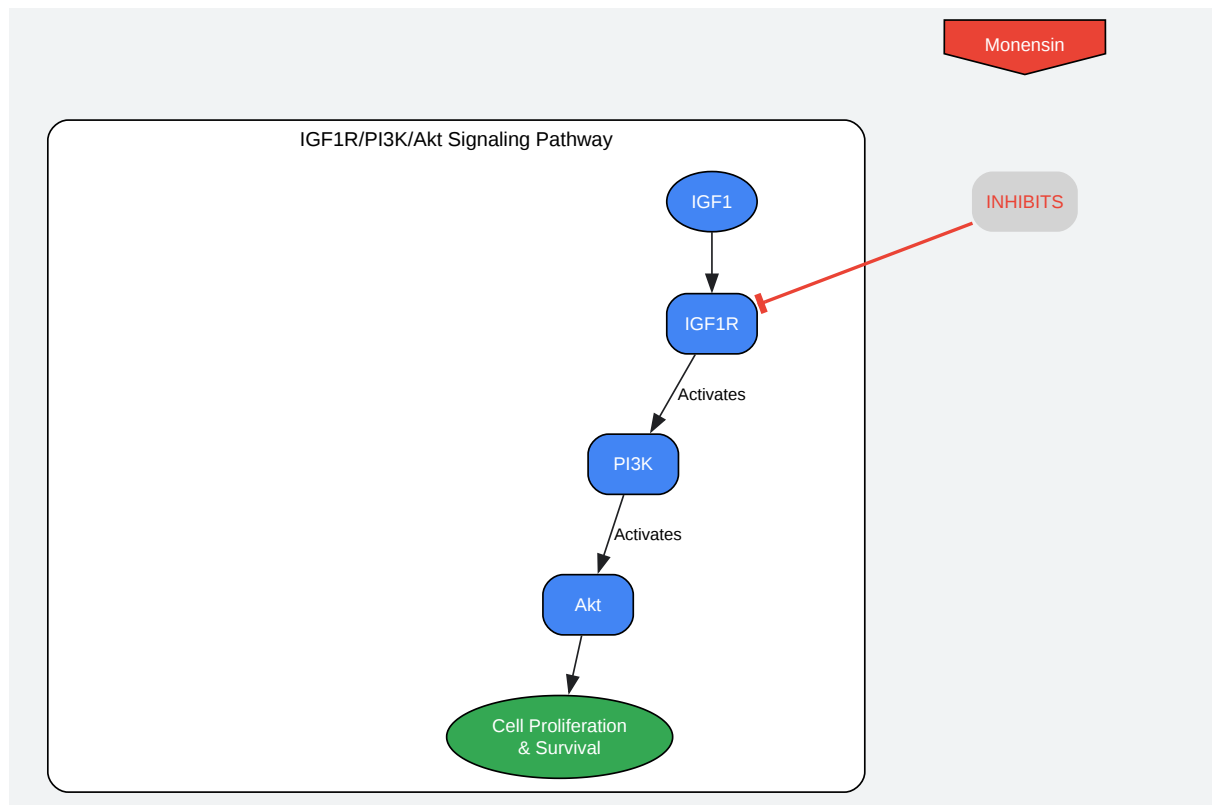 Monensin
IGF1R/PI3K/Akt Signaling Pathway
IGF1
INHIBITS
IGF1R
Activates
PI3K
Activates
Akt
Cell Proliferation
& Survival